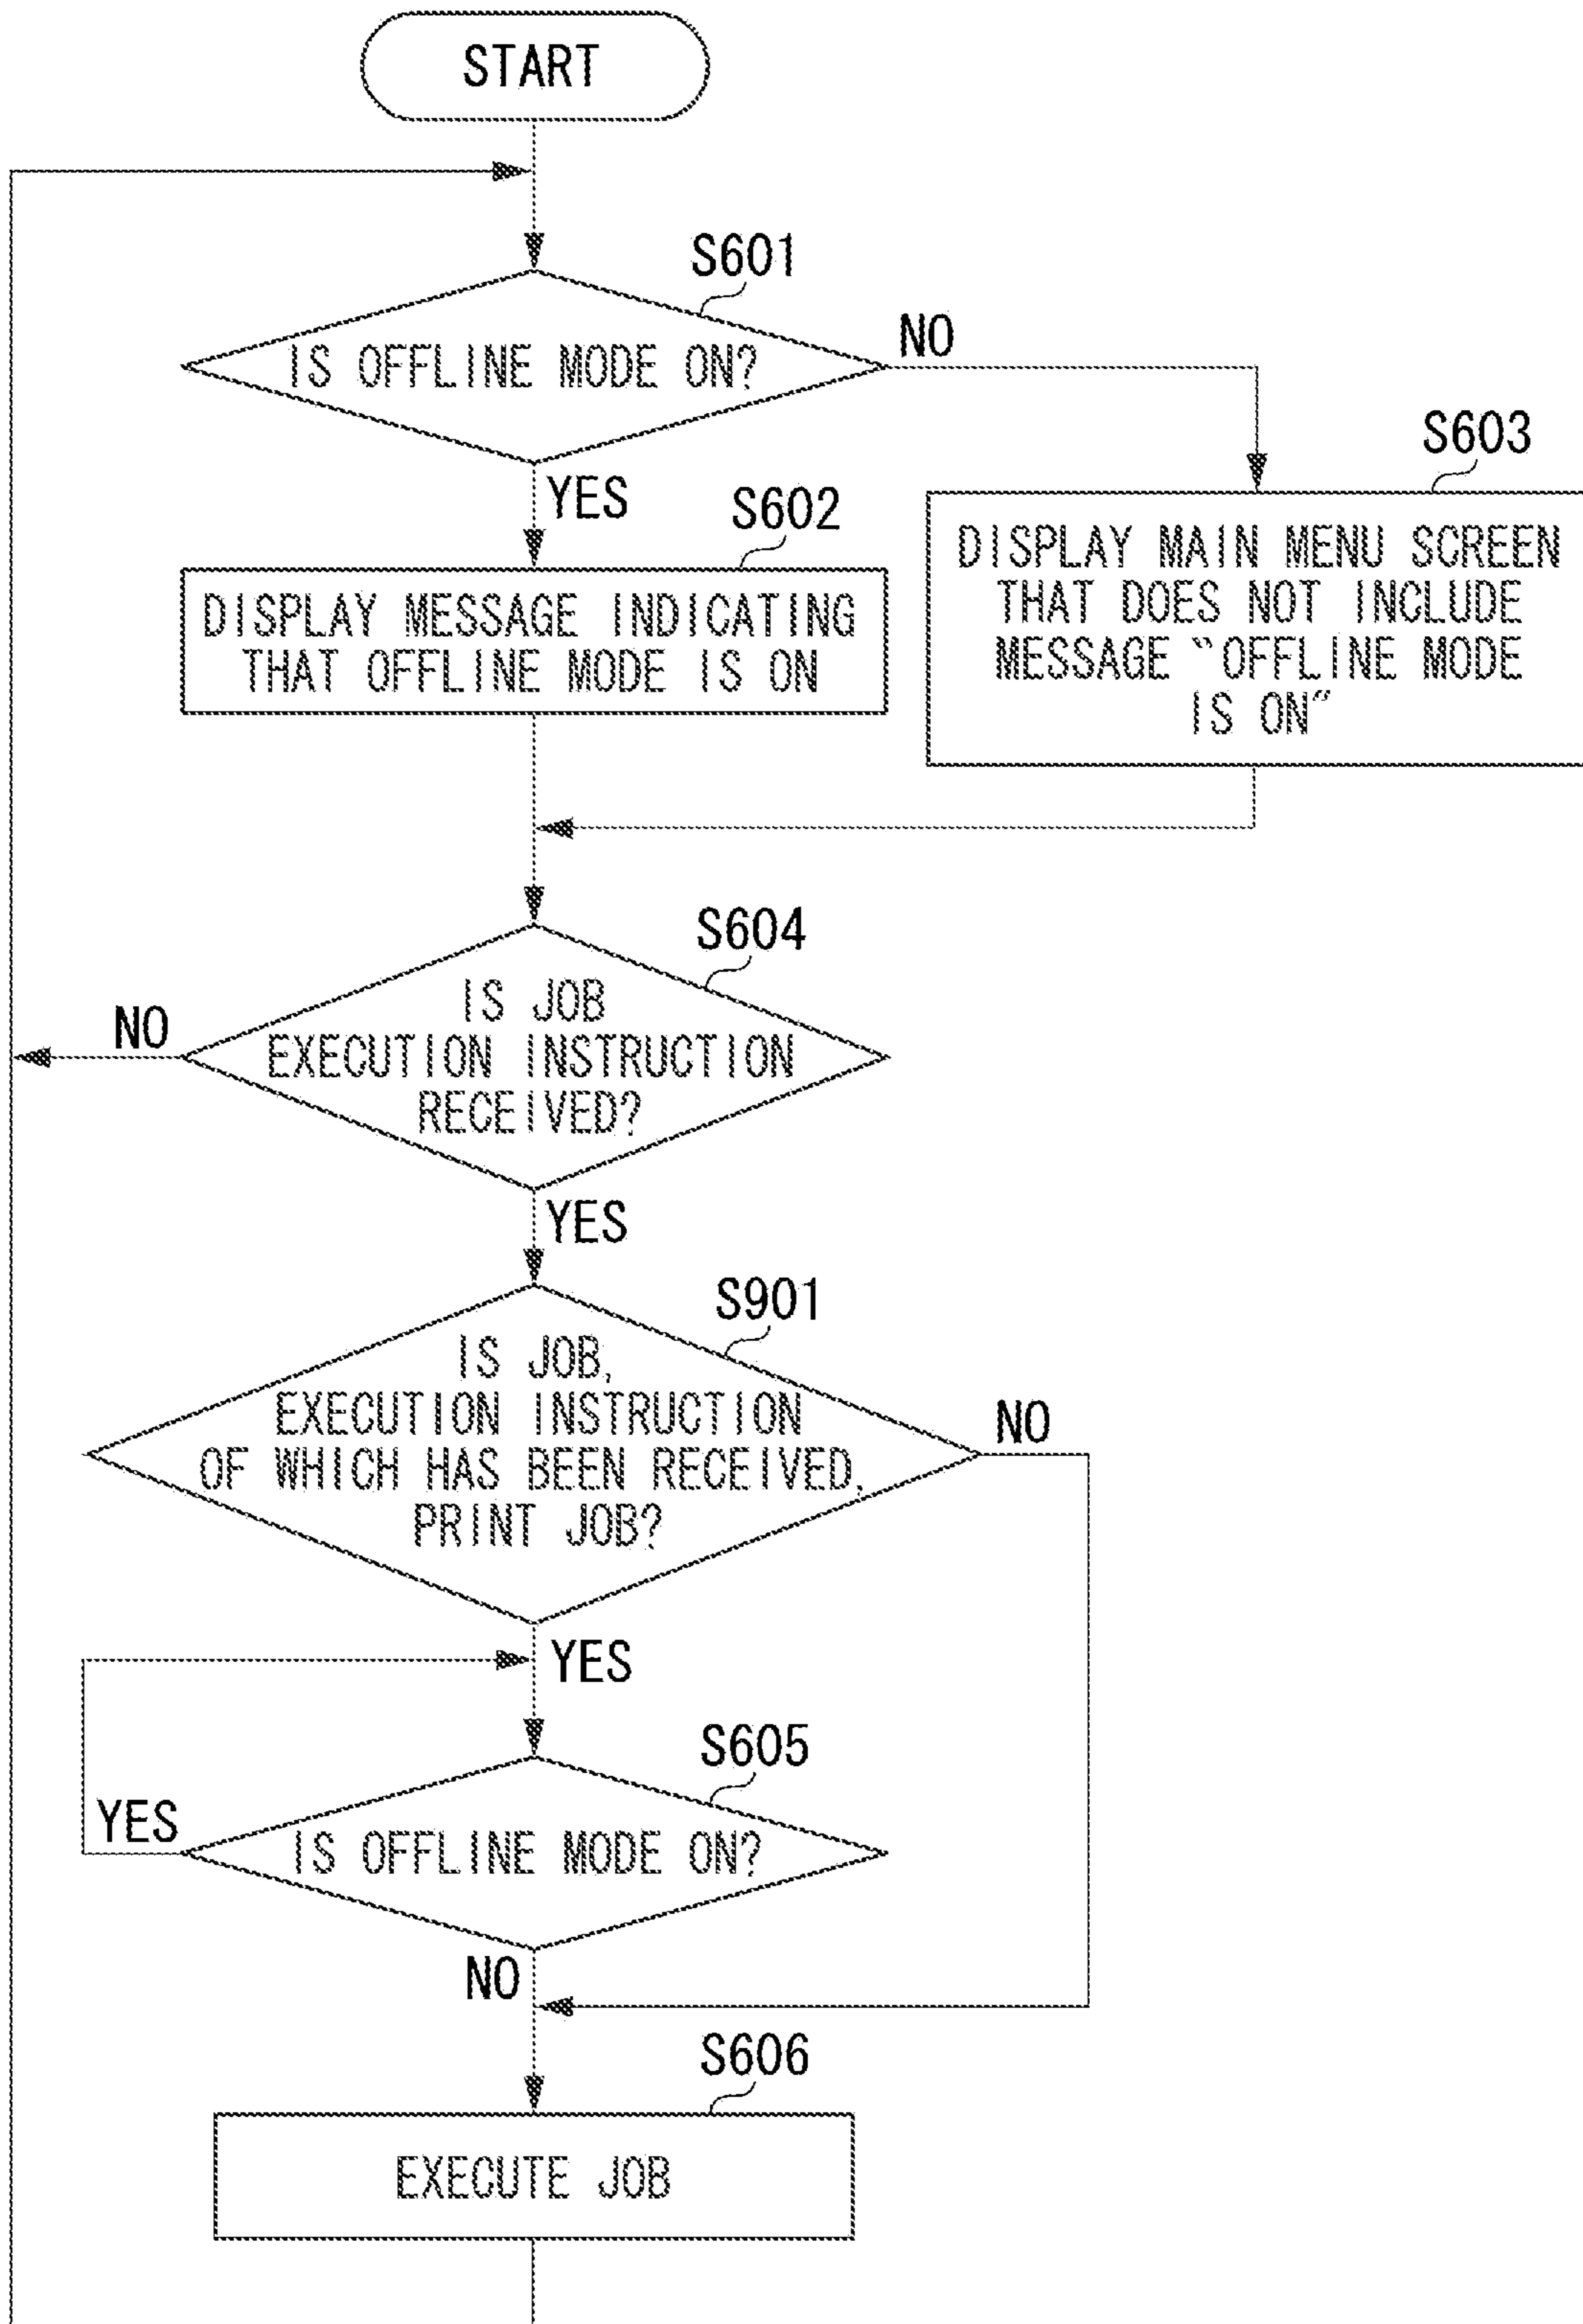 START
S601
IS OFFLINE MODE ON?
NO
YES
S602
DISPLAY MESSAGE INDICATING
THAT OFFLINE MODE IS ON
S603
DISPLAY MAIN MENU SCREEN
THAT DOES NOT INCLUDE
MESSAGE “OFFLINE MODE
IS ON”
S604
IS JOB
EXECUTION INSTRUCTION
RECEIVED?
NO
YES
S901
IS JOB,
EXECUTION INSTRUCTION
OF WHICH HAS BEEN RECEIVED,
PRINT JOB?
NO
YES
S605
IS OFFLINE MODE ON?
YES
NO
S606
EXECUTE JOB